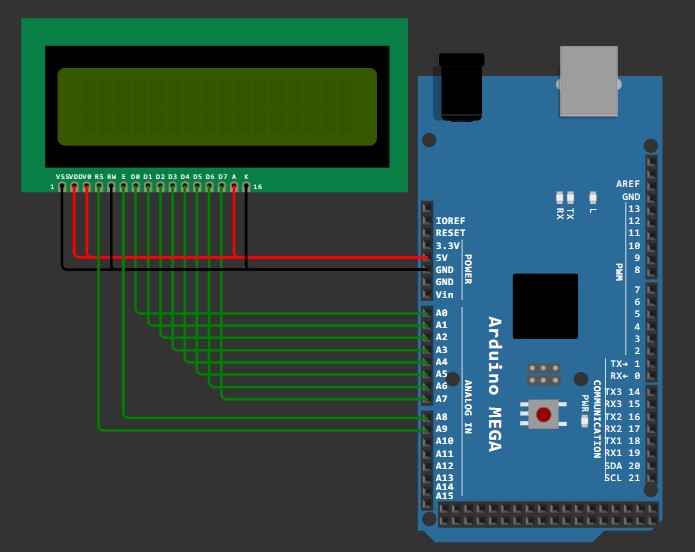 VSS VDD V0 RS RW E D0 D1 D2 D3 D4 D5 D6 D7 A K
1 16
AREF
GND
13
12
11
10
9
8
PWM
RX TX L
IOREF
RESET
3.3V
5V
GND
GND
Vin
POWER
7
6
5
4
3
2
TX→ 1
RX← 0
A0
A1
A2
A3
A4
A5
A6
A7
Arduino MEGA
ANALOG IN
A8
A9
A10
A11
A12
A13
A14
A15
PWR
COMMUNICATION
TX3 14
RX3 15
TX2 16
RX2 17
TX1 18
RX1 19
SDA 20
SCL 21